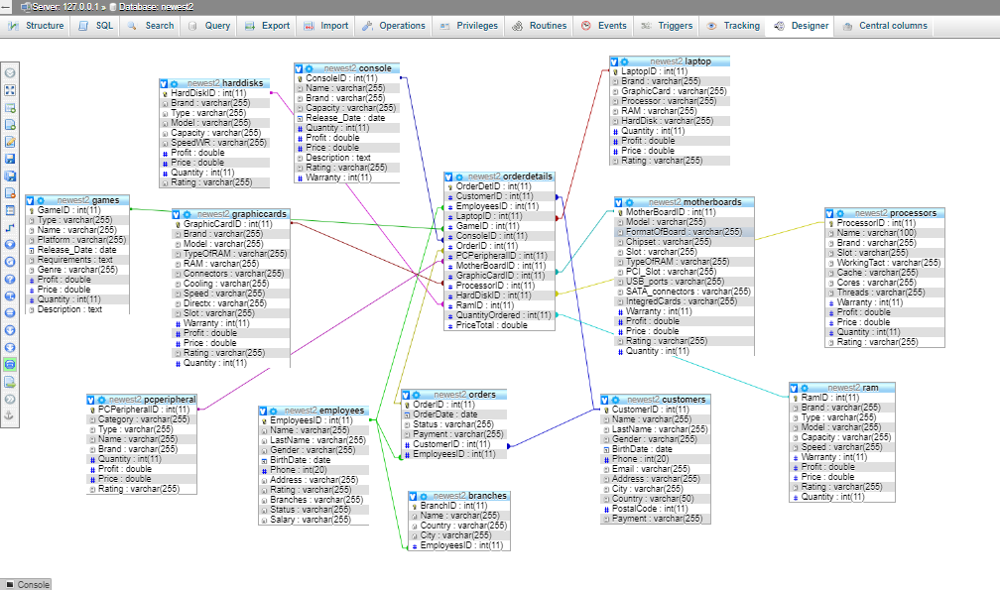 Server: 127.0.0.1 » Database: newest2
Structure SQL Search Query Export Import Operations Privileges Routines Events Triggers Tracking Designer Central columns
newest2 harddisks
HardDiskID : int(11)
Brand : varchar(255)
Type : varchar(255)
Model : varchar(255)
Capacity : varchar(255)
SpeedWR : varchar(255)
Profit : double
Price : double
Quantity : int(11)
Rating : varchar(255)
newest2 console
ConsoleID : int(11)
Name : varchar(255)
Brand : varchar(255)
Capacity : varchar(255)
Release_Date : date
Quantity : int(11)
Profit : double
Price : double
Description : text
Rating : varchar(255)
Warranty : int(11)
newest2 laptop
LaptopID : int(11)
Brand : varchar(255)
GraphicCard : varchar(255)
Processor : varchar(255)
RAM : varchar(255)
HardDisk : varchar(255)
Quantity : int(11)
Profit : double
Price : double
Rating : varchar(255)
newest2 orderdetails
OrderDetID : int(11)
CustomerID : int(11)
EmployeesID : int(11)
LaptopID : int(11)
GameID : int(11)
ConsoleID : int(11)
OrderID : int(11)
PCPeripheralID : int(11)
MotherBoardID : int(11)
GraphicCardID : int(11)
ProcessorID : int(11)
HardDiskID : int(11)
RamID : int(11)
QuantityOrdered : int(11)
PriceTotal : double
newest2 games
GameID : int(11)
Type : varchar(255)
Name : varchar(255)
Platform : varchar(255)
Release_Date : date
Requirements : text
Genre : varchar(255)
Profit : double
Price : double
Quantity : int(11)
Description : text
newest2 graphiccards
GraphicCardID : int(11)
Brand : varchar(255)
Model : varchar(255)
TypeOfRAM : varchar(255)
RAM : varchar(255)
Connectors : varchar(255)
Cooling : varchar(255)
Speed : varchar(255)
Directx : varchar(255)
Slot : varchar(255)
Warranty : int(11)
Profit : double
Price : double
Rating : varchar(255)
Quantity : int(11)
newest2 motherboards
MotherBoardID : int(11)
Model : varchar(255)
FormatOfBoard : varchar(255)
Chipset : varchar(255)
Slot : varchar(255)
TypeOfRAM : varchar(255)
PCI_Slot : varchar(255)
USB_ports : varchar(255)
SATA_connectors : varchar(255)
IntegredCards : varchar(255)
Warranty : int(11)
Profit : double
Price : double
Rating : varchar(255)
Quantity : int(11)
newest2 processors
ProcessorID : int(11)
Name : varchar(100)
Brand : varchar(255)
Slot : varchar(255)
WorkingTact : varchar(255)
Cache : varchar(255)
Cores : varchar(255)
Threads : varchar(255)
Warranty : int(11)
Profit : double
Price : double
Quantity : int(11)
Rating : varchar(255)
newest2 pcperipheral
PCPeripheralID : int(11)
Category : varchar(255)
Type : varchar(255)
Name : varchar(255)
Brand : varchar(255)
Quantity : int(11)
Profit : double
Price : double
Rating : varchar(255)
newest2 employees
EmployeesID : int(11)
Name : varchar(255)
LastName : varchar(255)
Gender : varchar(255)
BirthDate : date
Phone : int(20)
Address : varchar(255)
Rating : varchar(255)
Branches : varchar(255)
Status : varchar(255)
Salary : varchar(255)
newest2 orders
OrderID : int(11)
OrderDate : date
Status : varchar(255)
Payment : varchar(255)
CustomerID : int(11)
EmployeesID : int(11)
newest2 branches
BranchID : int(11)
Name : varchar(255)
Country : varchar(255)
City : varchar(255)
EmployeesID : int(11)
newest2 customers
CustomerID : int(11)
Name : varchar(255)
LastName : varchar(255)
Gender : varchar(255)
BirthDate : date
Phone : int(20)
Email : varchar(255)
Address : varchar(255)
City : varchar(255)
Country : varchar(50)
PostalCode : int(11)
Payment : varchar(255)
newest2 ram
RamID : int(11)
Brand : varchar(255)
Type : varchar(255)
Model : varchar(255)
Capacity : varchar(255)
Speed : varchar(255)
Warranty : int(11)
Profit : double
Price : double
Rating : varchar(255)
Quantity : int(11)
Console